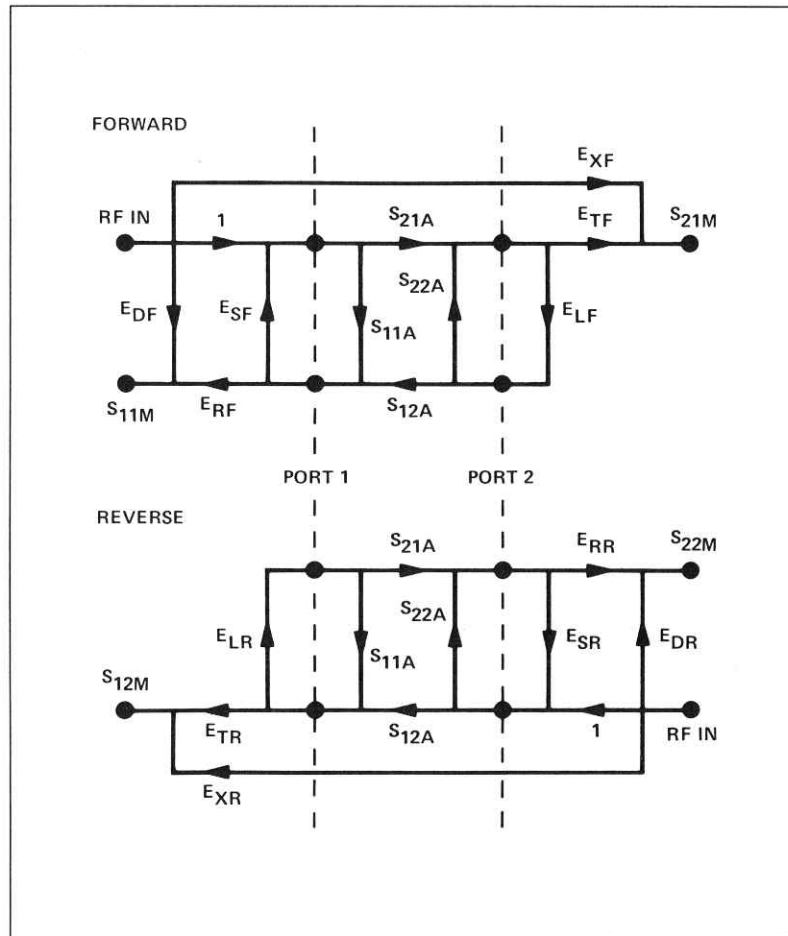 FORWARD
E_XF
RF IN
1
S_21A
E_TF
S_21M
E_DF
E_SF
S_22A
S_11A
E_LF
S_11M
E_RF
S_12A
PORT 1
PORT 2
REVERSE
S_21A
E_RR
S_22M
S_22A
E_LR
S_11A
E_SR
E_DR
S_12M
E_TR
S_12A
1
RF IN
E_XR